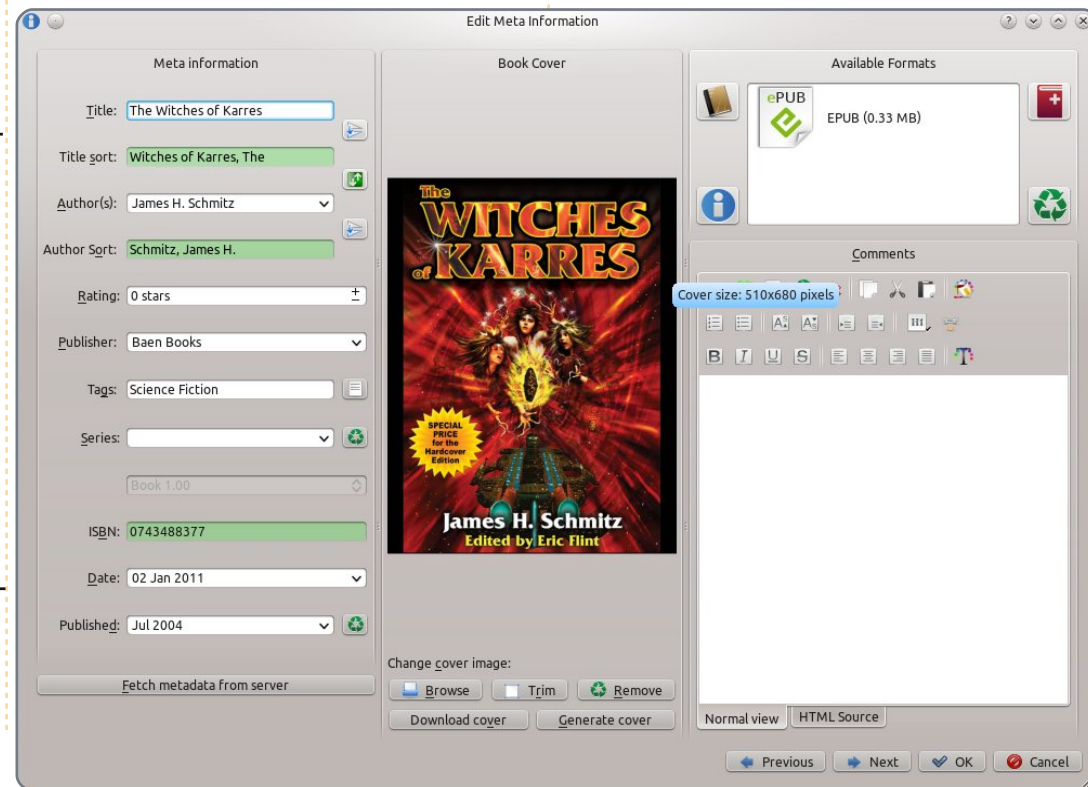 Edit Meta Information
Meta information
Title: The Witches of Karres
Title sort: Witches of Karres, The
Author(s): James H. Schmitz
Author Sort: Schmitz, James H.
Rating: 0 stars
Publisher: Baen Books
Tags: Science Fiction
Series:
Book 1.00
ISBN: 0743488377
Date: 02 Jan 2011
Published: Jul 2004
Fetch metadata from server
Book Cover
The
WITCHES
of KARRES
SPECIAL
PRICE
for the
Hardcover
Edition
James H. Schmitz
Edited by Eric Flint
Cover size: 510x680 pixels
Change cover image:
Browse Trim Remove
Download cover Generate cover
Available Formats
ePUB
EPUB (0.33 MB)
Comments
H1
B I U S
Normal view HTML Source
Previous Next OK Cancel